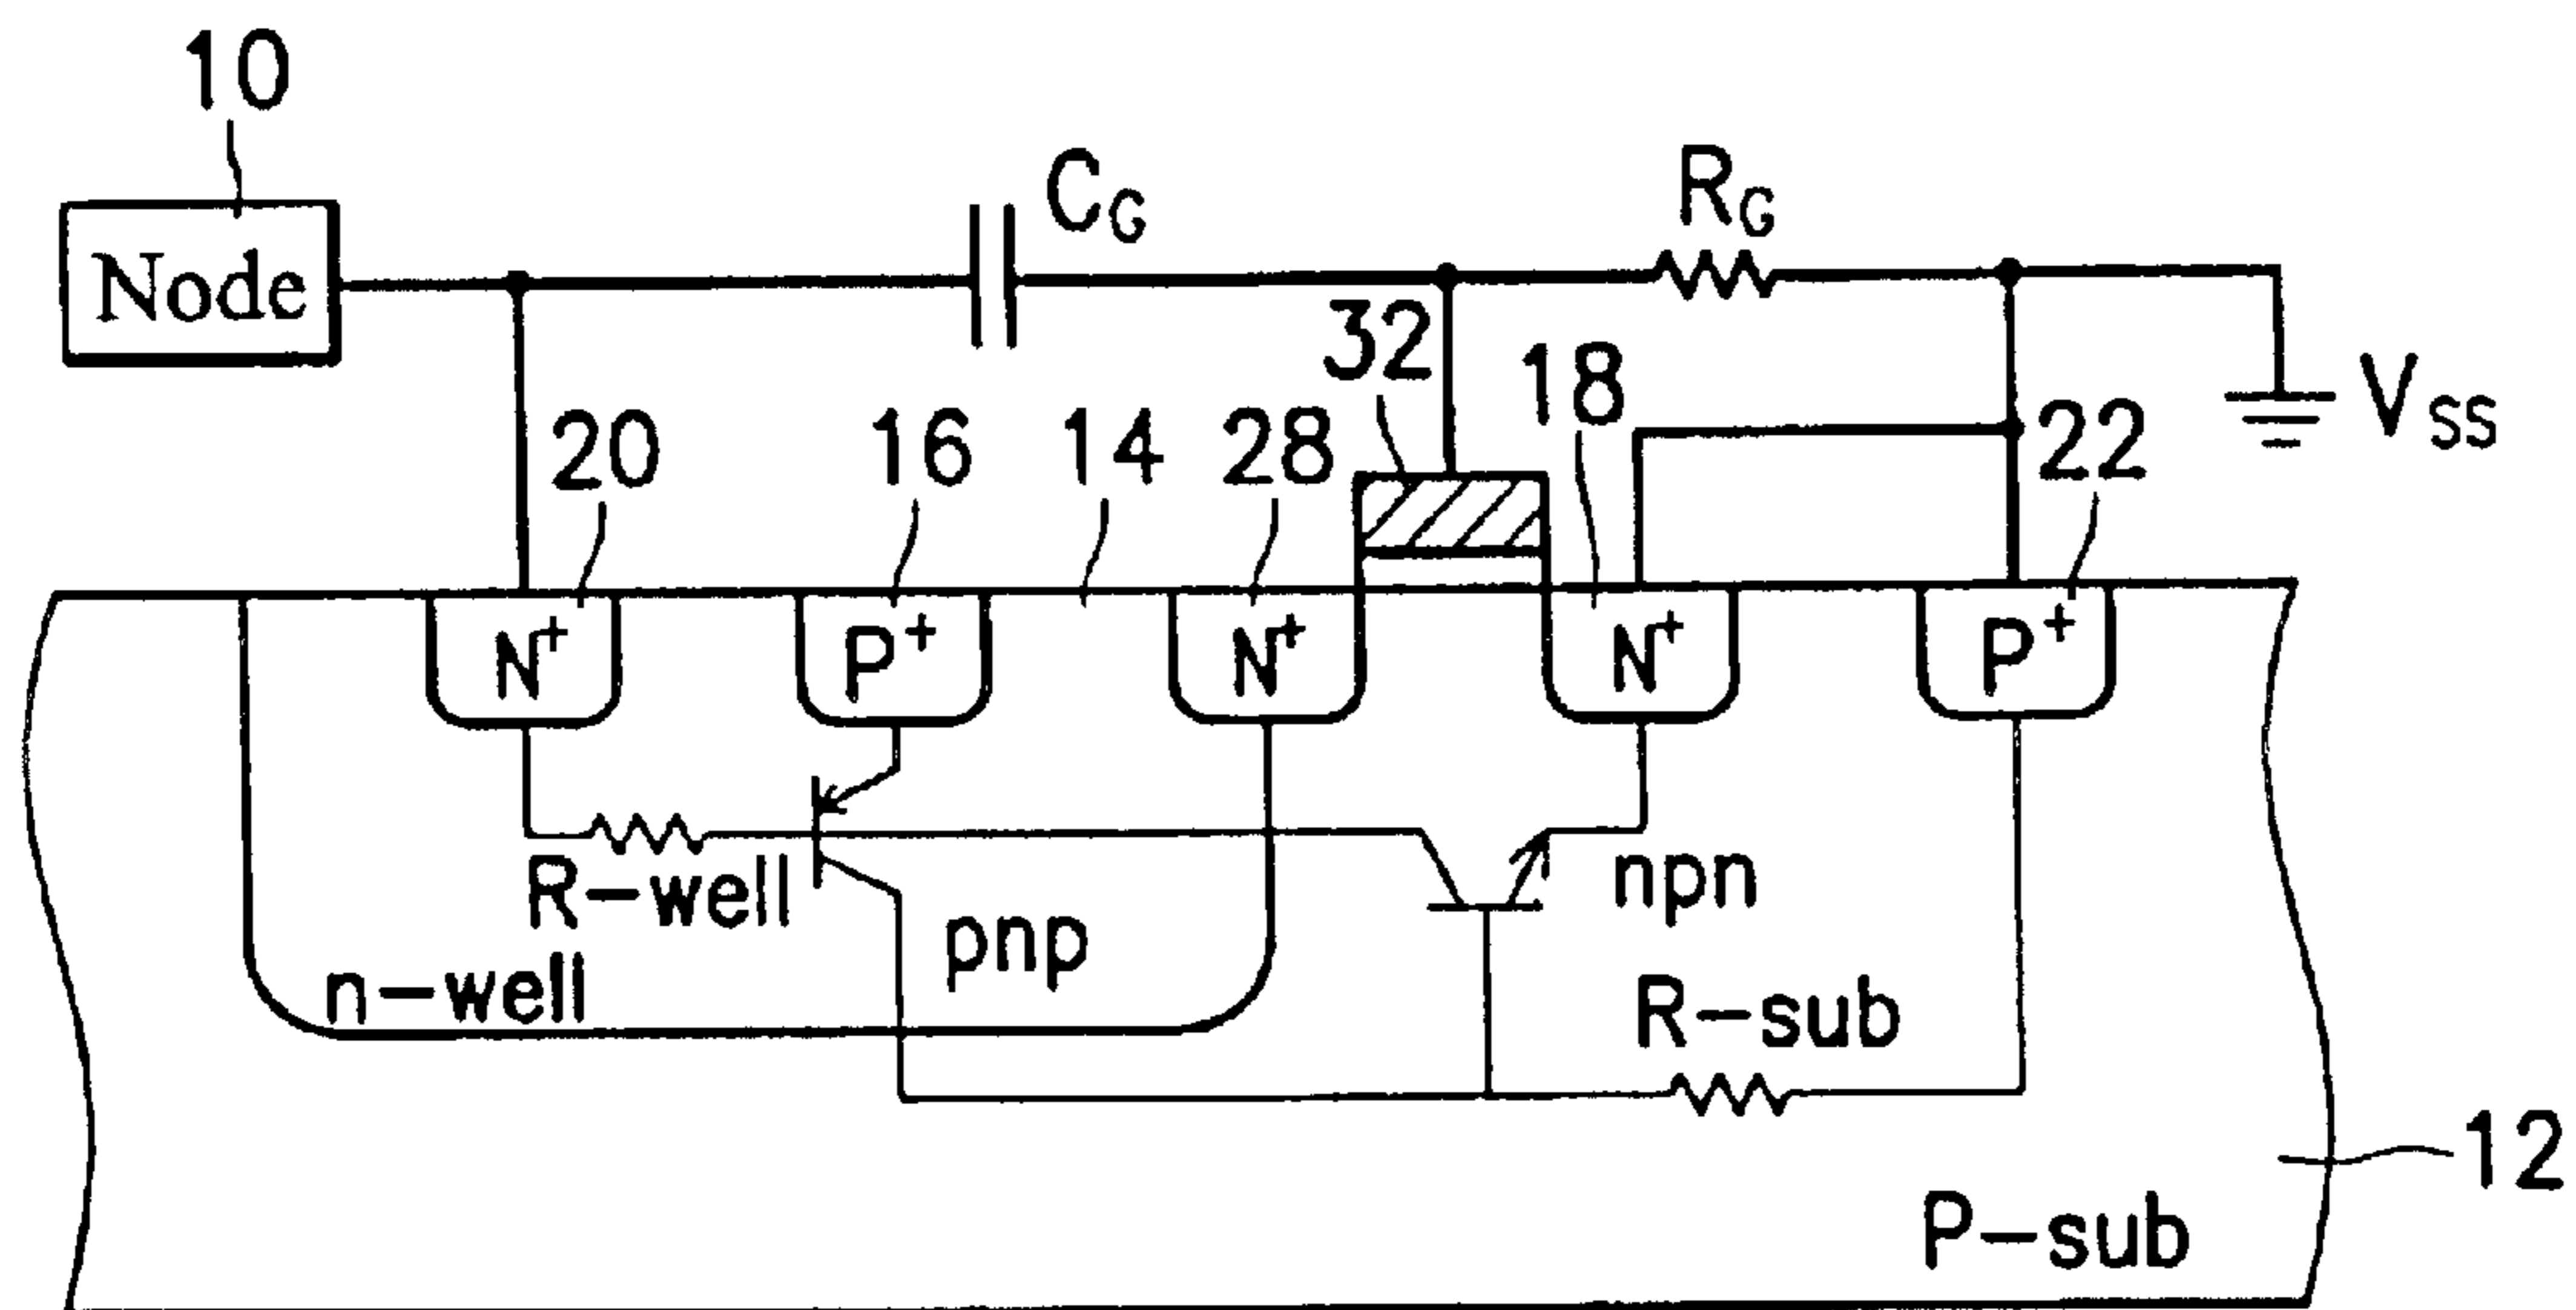 10
Node
C_G
R_G
V_SS
32
18
20
16
14
28
22
N+
P+
N+
N+
P+
R-well
pnp
npn
n-well
R-sub
12
P-sub